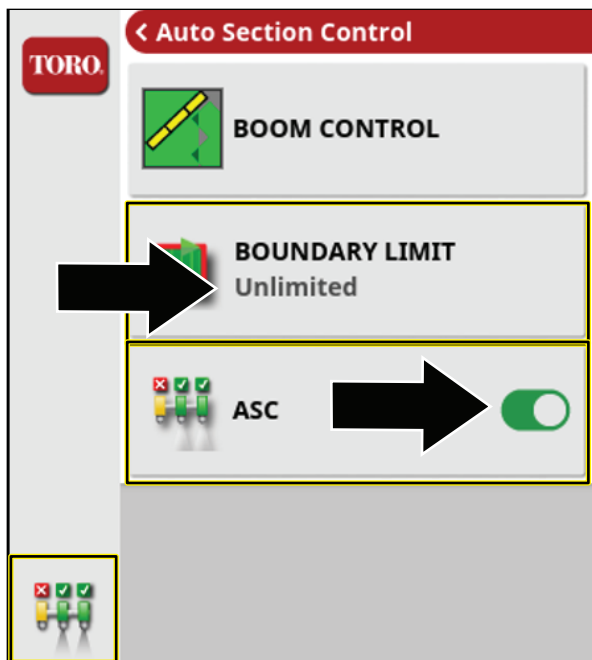 < Auto Section Control
TORO.
BOOM CONTROL
BOUNDARY LIMIT
Unlimited
ASC